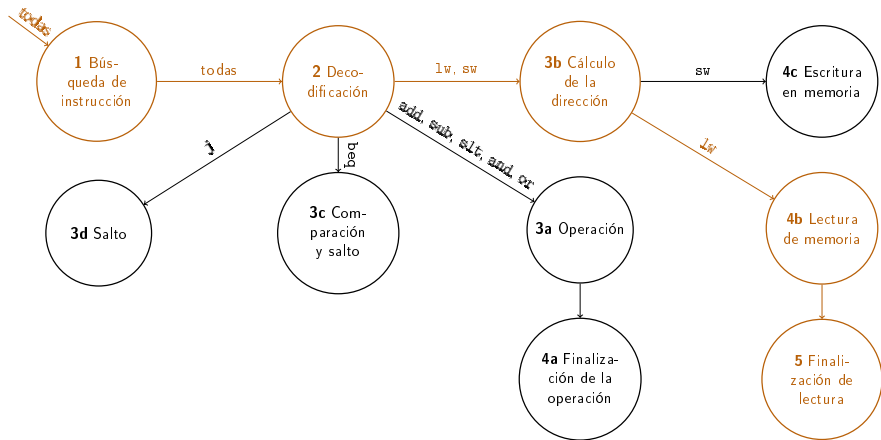 todas
1 Bús-
queda de
instrucción
todas
2 Deco-
dificación
lw, sw
3b Cálculo
de la
dirección
sw
4c Escritura
en memoria
j
beq
add, sub, slt, and, or
lw
3d Salto
3c Com-
paración
y salto
3a Operación
4b Lectura
de memoria
4a Finaliza-
ción de la
operación
5 Finali-
zación de
lectura